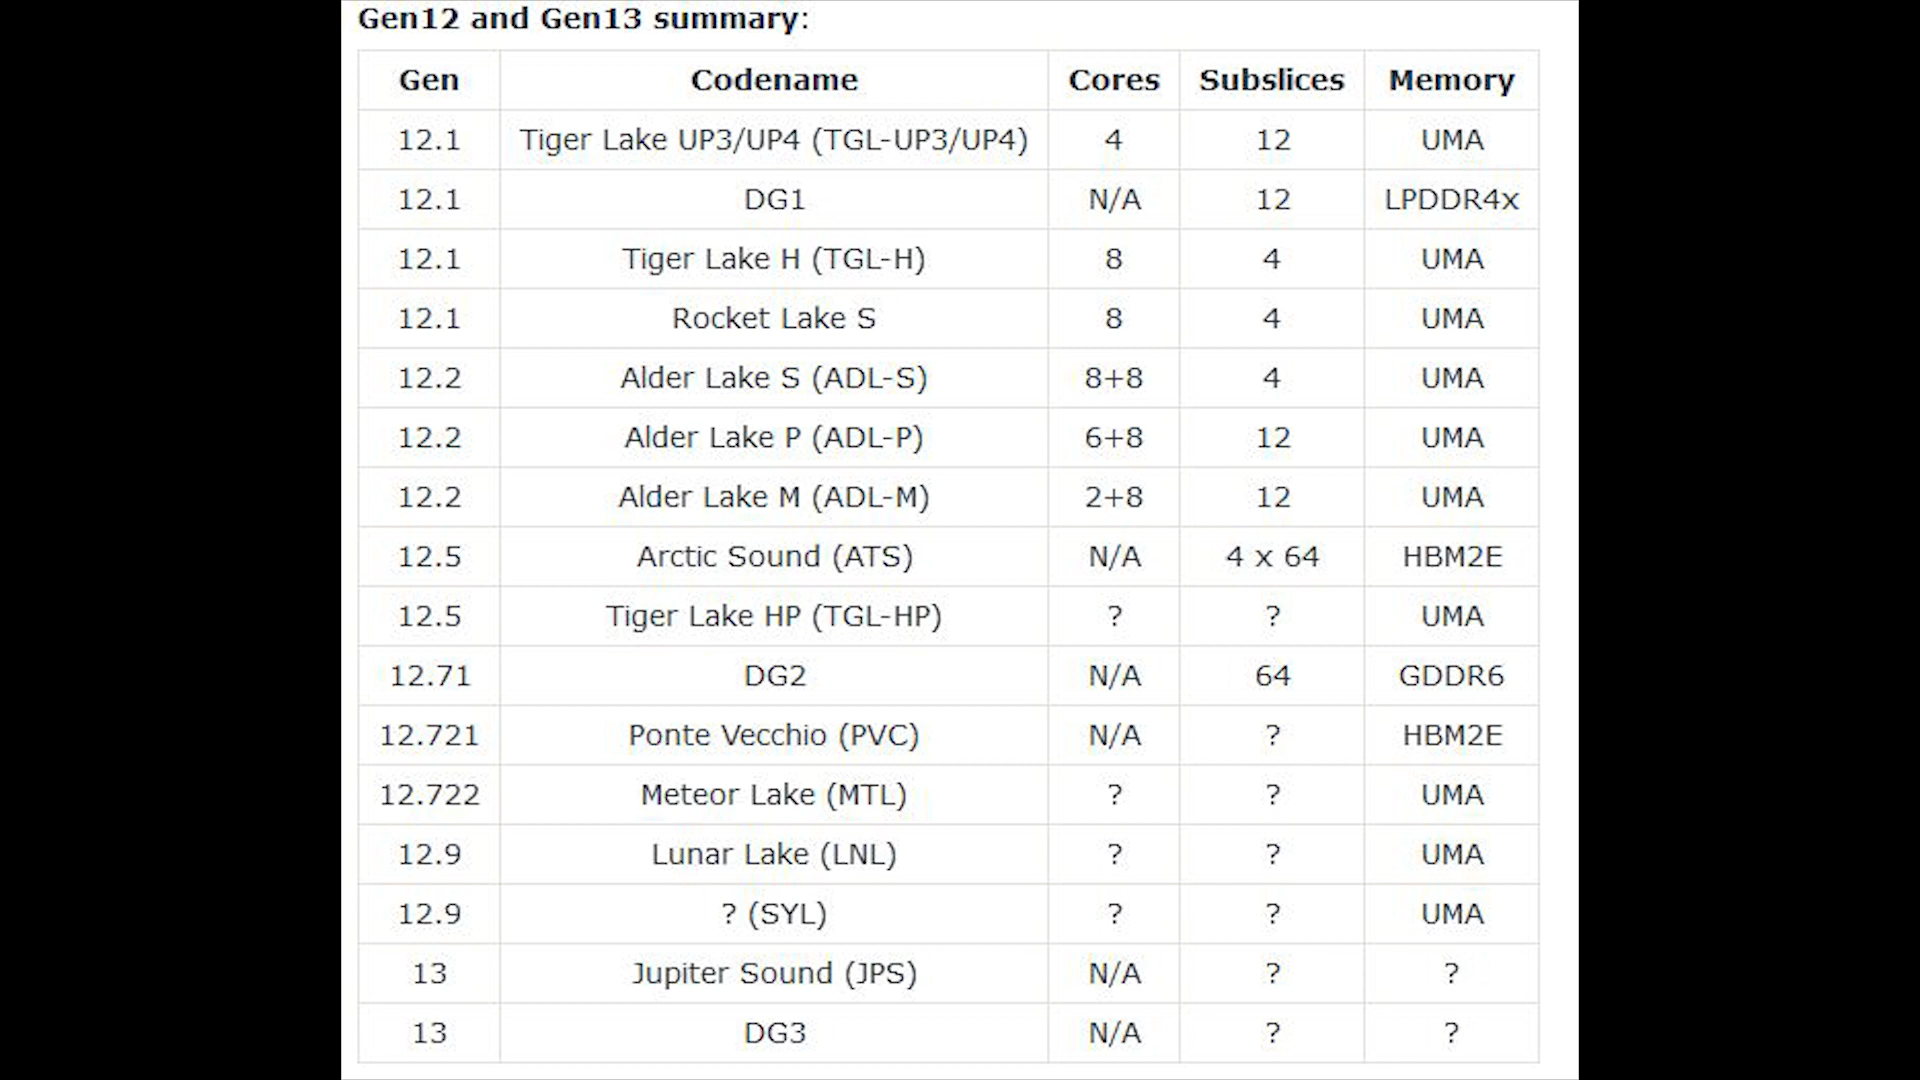 Gen12 and Gen13 summary:
Gen Codename Cores Subslices Memory
12.1 Tiger Lake UP3/UP4 (TGL-UP3/UP4) 4 12 UMA
12.1 DG1 N/A 12 LPDDR4x
12.1 Tiger Lake H (TGL-H) 8 4 UMA
12.1 Rocket Lake S 8 4 UMA
12.2 Alder Lake S (ADL-S) 8+8 4 UMA
12.2 Alder Lake P (ADL-P) 6+8 12 UMA
12.2 Alder Lake M (ADL-M) 2+8 12 UMA
12.5 Arctic Sound (ATS) N/A 4 x 64 HBM2E
12.5 Tiger Lake HP (TGL-HP) ? ? UMA
12.71 DG2 N/A 64 GDDR6
12.721 Ponte Vecchio (PVC) N/A ? HBM2E
12.722 Meteor Lake (MTL) ? ? UMA
12.9 Lunar Lake (LNL) ? ? UMA
12.9 ? (SYL) ? ? UMA
13 Jupiter Sound (JPS) N/A ? ?
13 DG3 N/A ? ?